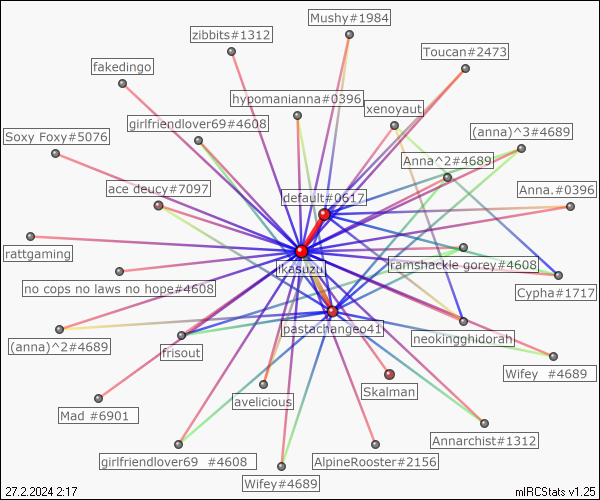 Mushy#1984
zibbits#1312
Toucan#2473
fakedingo
hypomanianna#0396
xenoyaut
girlfriendlover69#4608
(anna)^3#4689
Soxy Foxy#5076
Anna^2#4689
ace deucy#7097
default#0617
Anna.#0396
rattgaming
ikasuzu
ramshackle gorey#4608
no cops no laws no hope#4608
Cypha#1717
pastachangeo41
neokingghidorah
(anna)^2#4689
frisout
Wifey #4689
Skalman
avelicious
Mad #6901
Annarchist#1312
girlfriendlover69 #4608
AlpineRooster#2156
Wifey#4689
27.2.2024 2:17
mIRCStats v1.25